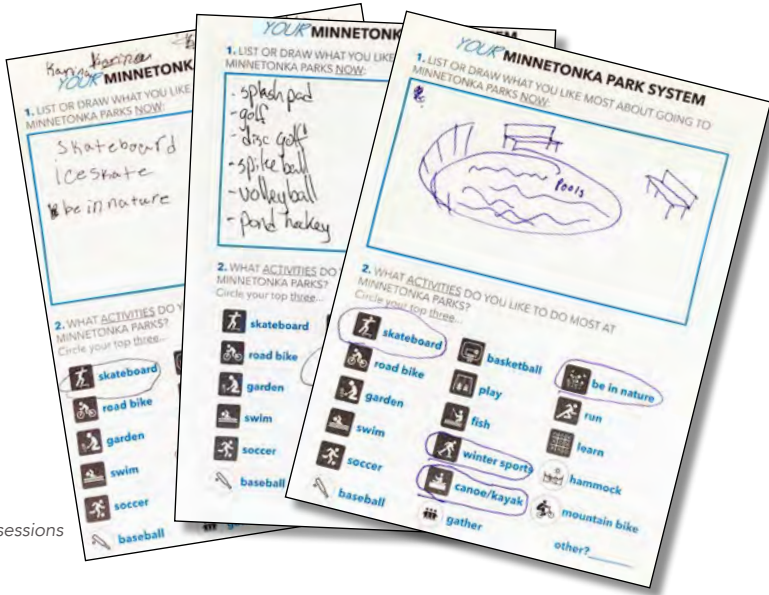 Karina
YOUR MINNETONK
1. LIST OR DRAW WHAT YOU LIKE
MINNETONKA PARKS NOW:
Skateboard
iceskate
be in nature
2. WHAT ACTIVITIES DO Y
MINNETONKA PARKS?
Circle your top three...
skateboard
road bike
garden
swim
soccer
baseball
sessions
YOUR MINNETONK
1. LIST OR DRAW WHAT YOU LIKE
MINNETONKA PARKS NOW:
- splash pad
- golf
- disc golf
- spike ball
- volleyball
- pond hockey
2. WHAT ACTIVITIES DO
MINNETONKA PARKS?
Circle your top three...
skateboard
road bike
garden
swim
soccer
baseball
YOUR MINNETONKA PARK SYSTEM
1. LIST OR DRAW WHAT YOU LIKE MOST ABOUT GOING TO
MINNETONKA PARKS NOW:
Pools
2. WHAT ACTIVITIES DO YOU LIKE TO DO MOST AT
MINNETONKA PARKS?
Circle your top three...
skateboard
road bike
garden
swim
soccer
baseball
basketball
play
fish
winter sports
canoe/kayak
gather
be in nature
run
learn
hammock
mountain bike
other?______